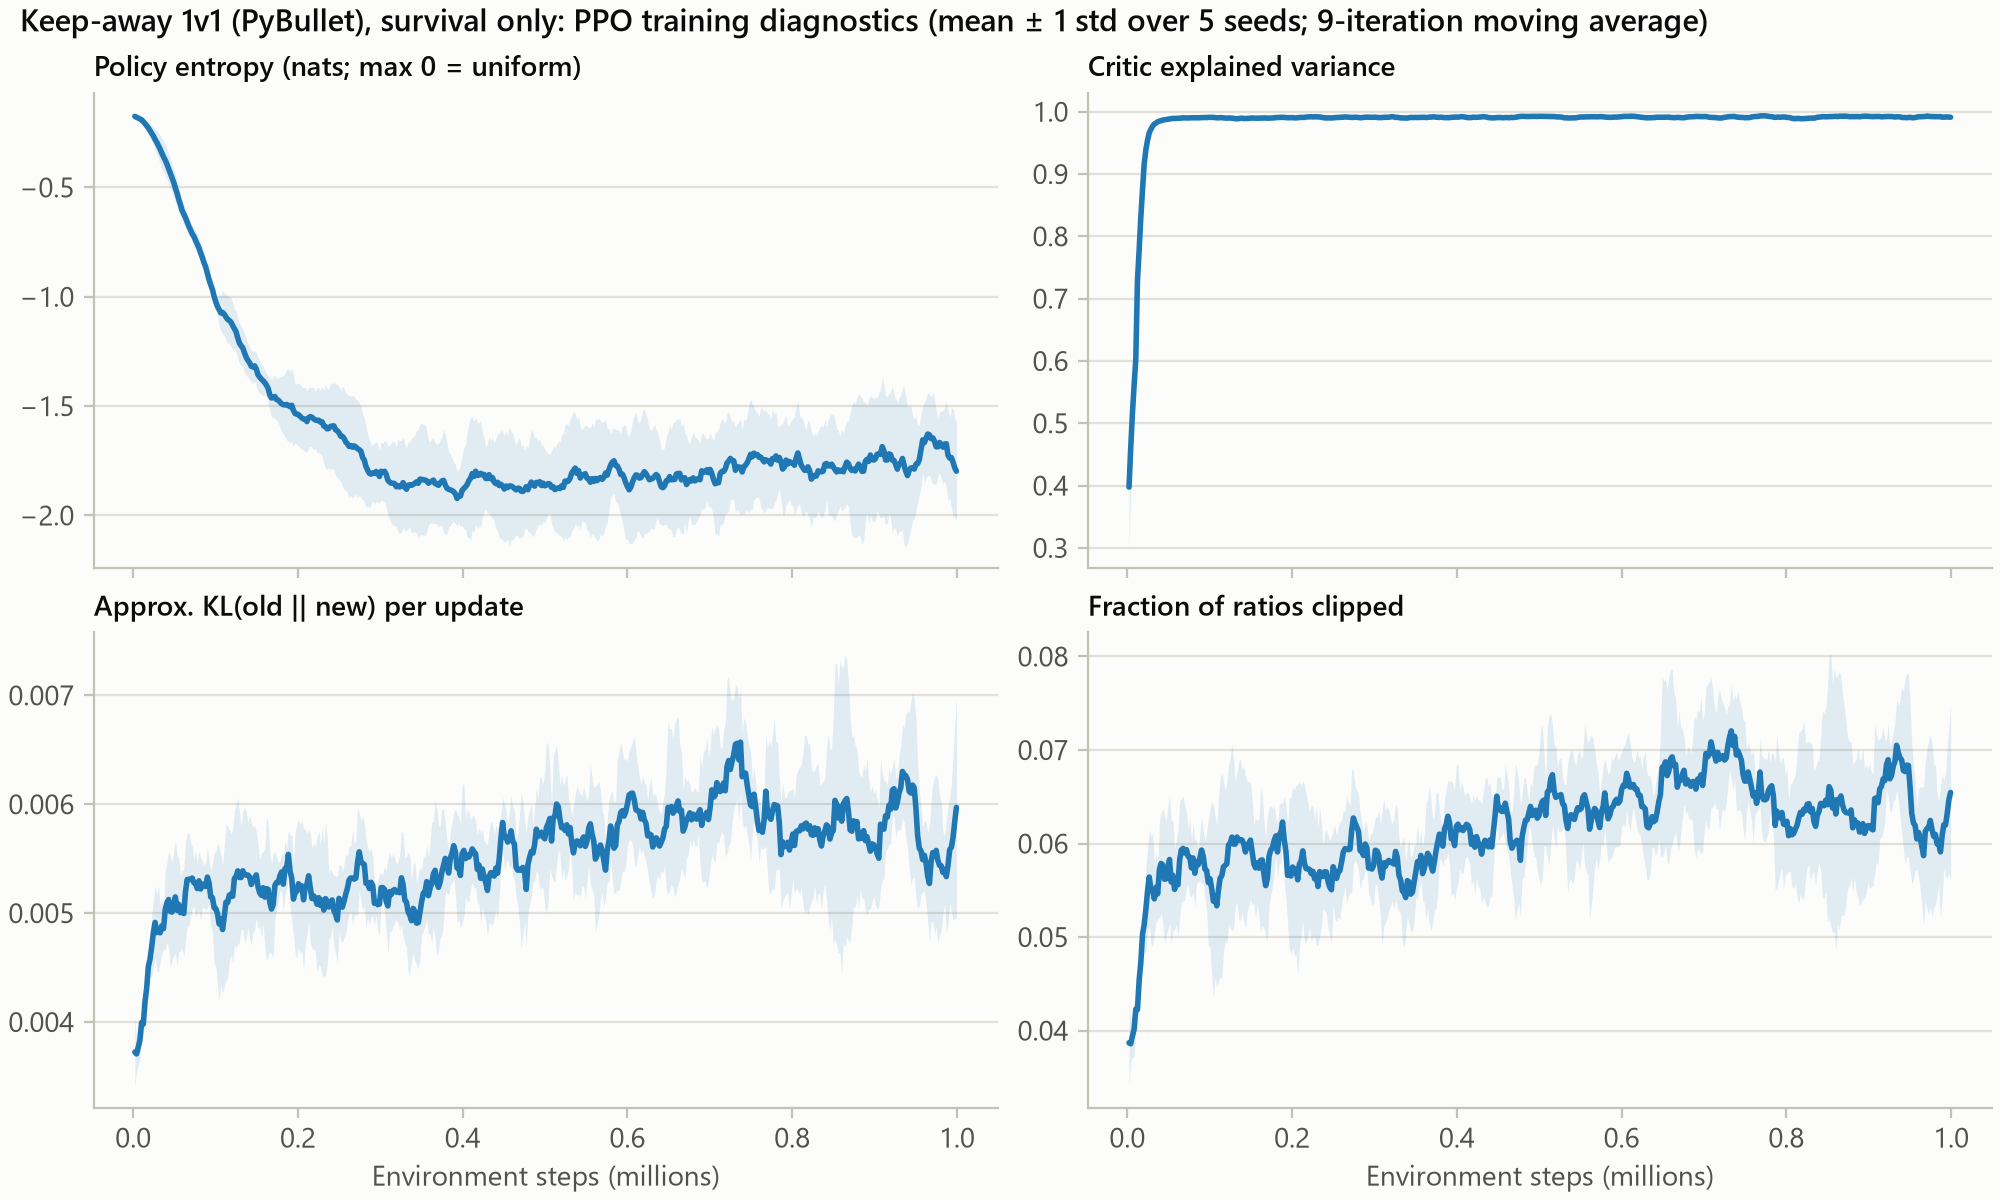 Keep-away 1v1 (PyBullet), survival only: PPO training diagnostics (mean ± 1 std over 5 seeds; 9-iteration moving average)
Policy entropy (nats; max 0 = uniform)
−0.5
−1.0
−1.5
−2.0
Critic explained variance
1.0
0.9
0.8
0.7
0.6
0.5
0.4
0.3
Approx. KL(old || new) per update
0.007
0.006
0.005
0.004
0.0 0.2 0.4 0.6 0.8 1.0
Environment steps (millions)
Fraction of ratios clipped
0.08
0.07
0.06
0.05
0.04
0.0 0.2 0.4 0.6 0.8 1.0
Environment steps (millions)